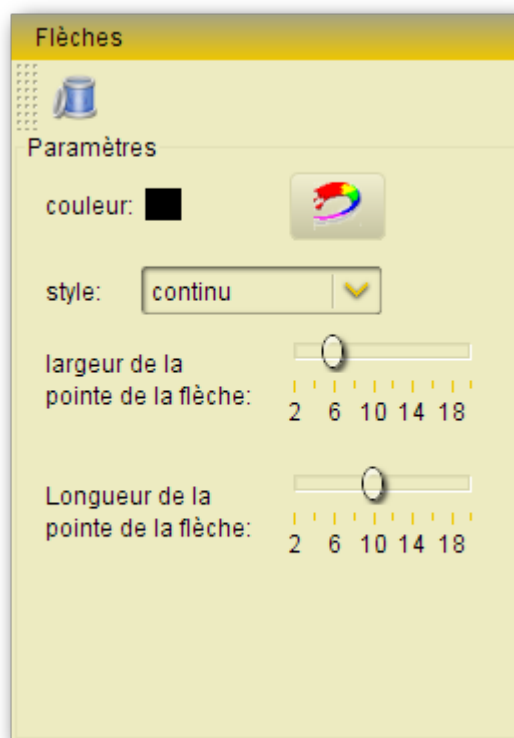 Flèches
Paramètres
couleur:
style: continu
largeur de la
pointe de la flèche:
2 6 10 14 18
Longueur de la
pointe de la flèche:
2 6 10 14 18